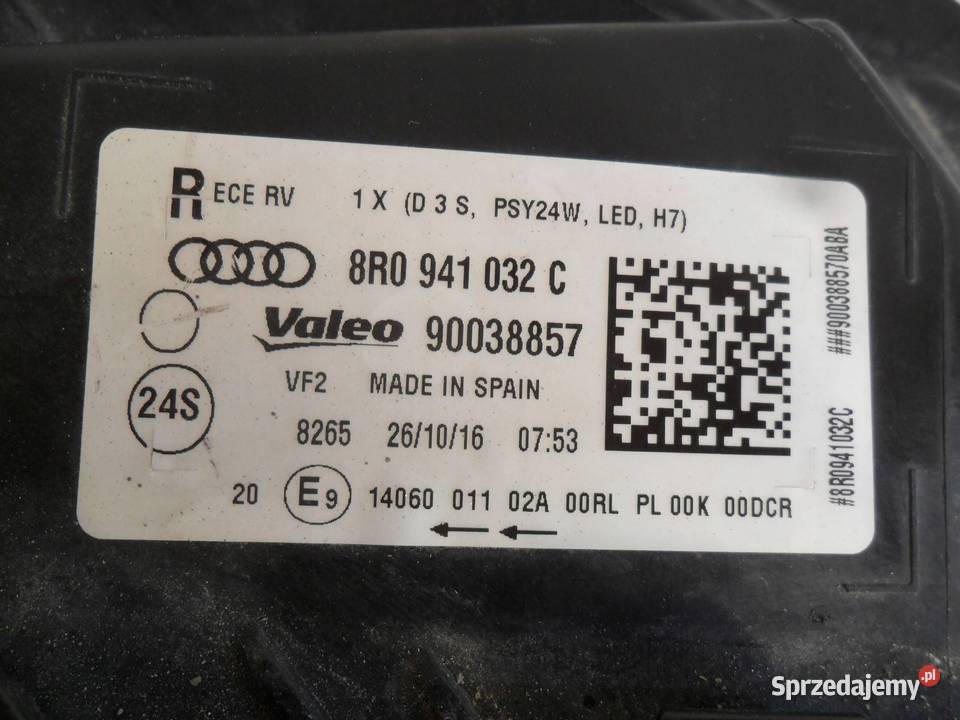 R ECE RV 1 X (D 3 S, PSY24W, LED, H7)
8R0 941 032 C
Valeo 90038857
VF2 MADE IN SPAIN
24S
8265 26/10/16 07:53
20 E9 14060 011 02A 00RL PL 00K 00DCR
###900388570ABA
#8R0941032C
Sprzedajemy.pl